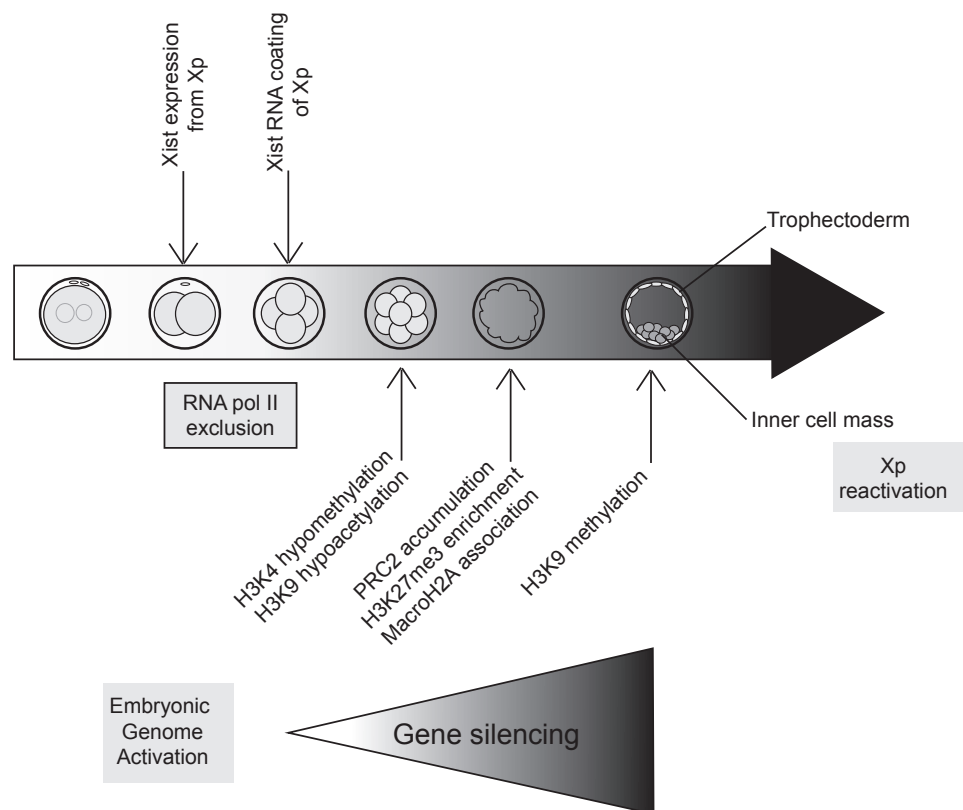 Xist expression
from Xp
Xist RNA coating
of Xp
Trophectoderm
RNA pol II
exclusion
Inner cell mass
Xp
reactivation
H3K4 hypomethylation
H3K9 hypoacetylation
PRC2 accumulation
H3K27me3 enrichment
MacroH2A association
H3K9 methylation
Embryonic
Genome
Activation
Gene silencing